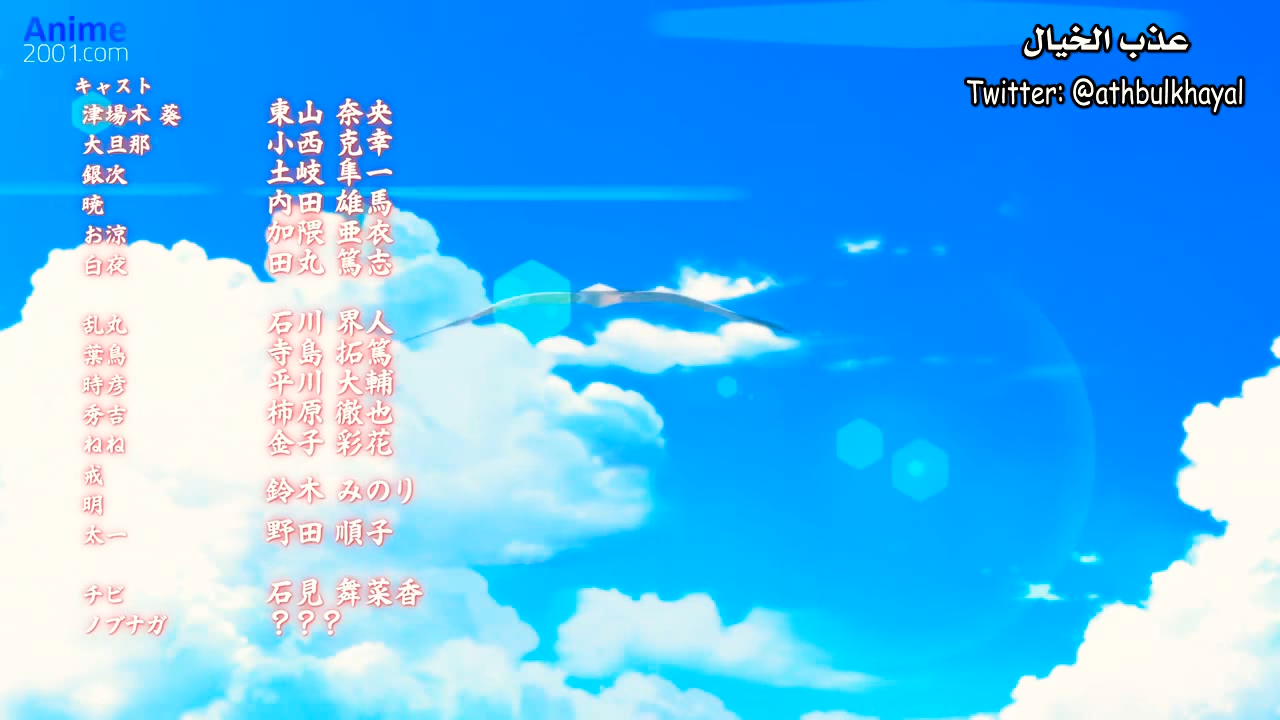 Anime
2001.com
عذب الخيال
Twitter: @athbulkhayal
キャスト
津場木 葵 東山 奈央
大旦那 小西 克幸
銀次 土岐 隼一
暁 内田 雄馬
お涼 加隈 亜衣
白夜 田丸 篤志
乱丸 石川 界人
葉鳥 寺島 拓篤
時彦 平川 大輔
秀吉 柿原 徹也
ねね 金子 彩花
戒
鈴木 みのり
明
太一 野田 順子
チビ 石見 舞菜香
ノブナガ ？？？